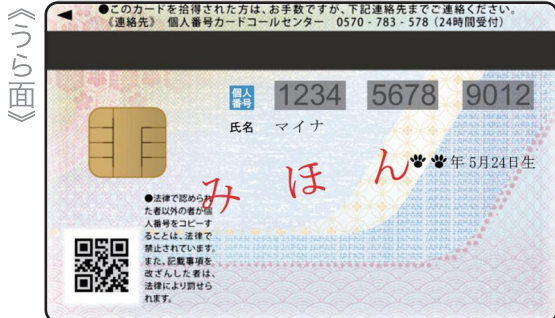 《うら面》
●このカードを拾得された方は、お手数ですが、下記連絡先までご連絡ください。
《連絡先》 個人番号カードコールセンター 0570-783-578（24時間受付）
個人番号 1234 5678 9012
氏名 マイナ
年 5月24日生
みほん
●法律で認められ
た者以外の者が個
人番号をコピーす
ることは、法律で
禁止されています。
また、記載事項を
改ざんした者は、
法律により罰せら
れます。